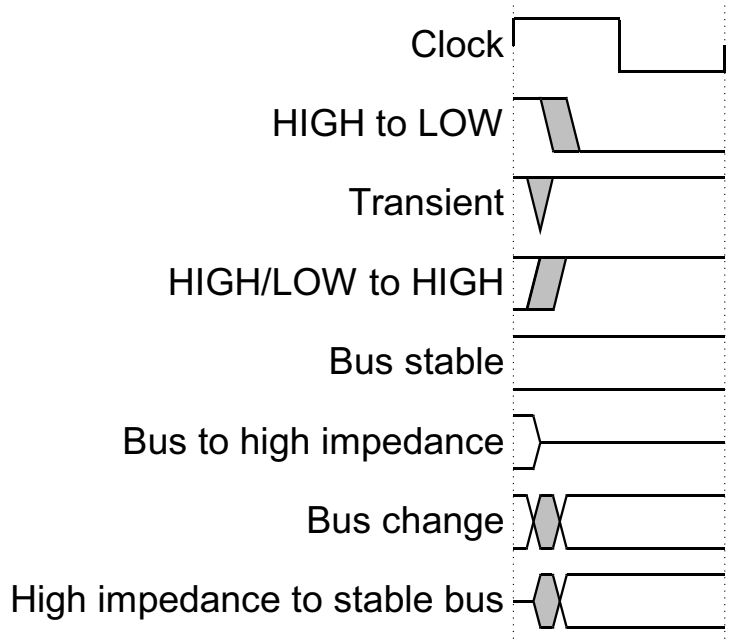 Clock
HIGH to LOW
Transient
HIGH/LOW to HIGH
Bus stable
Bus to high impedance
Bus change
High impedance to stable bus